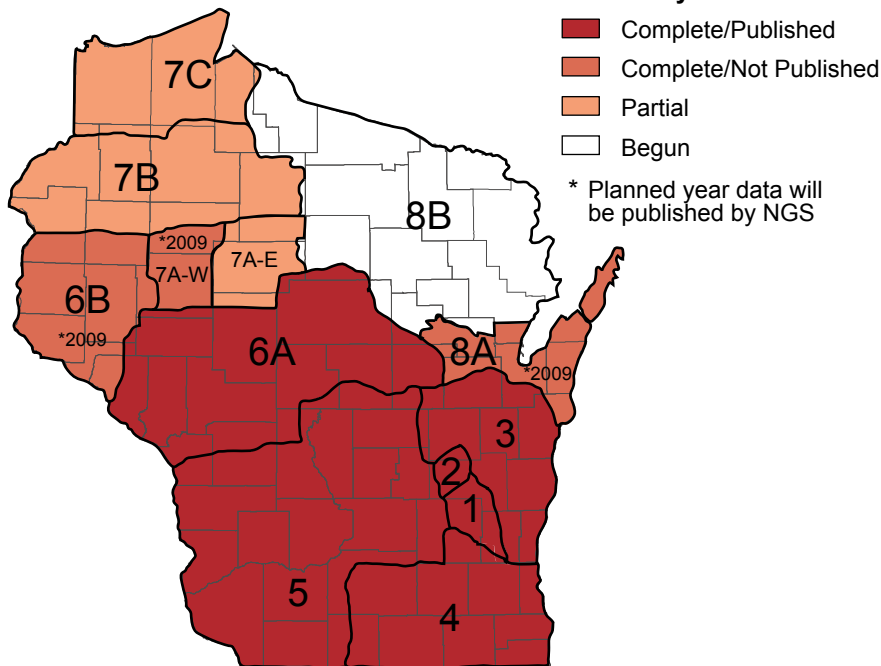 Complete/Published
Complete/Not Published
Partial
Begun
* Planned year data will
be published by NGS
7C
7B
8B
*2009
7A-W
7A-E
6B
*2009
6A
8A
*2009
3
2
1
5
4